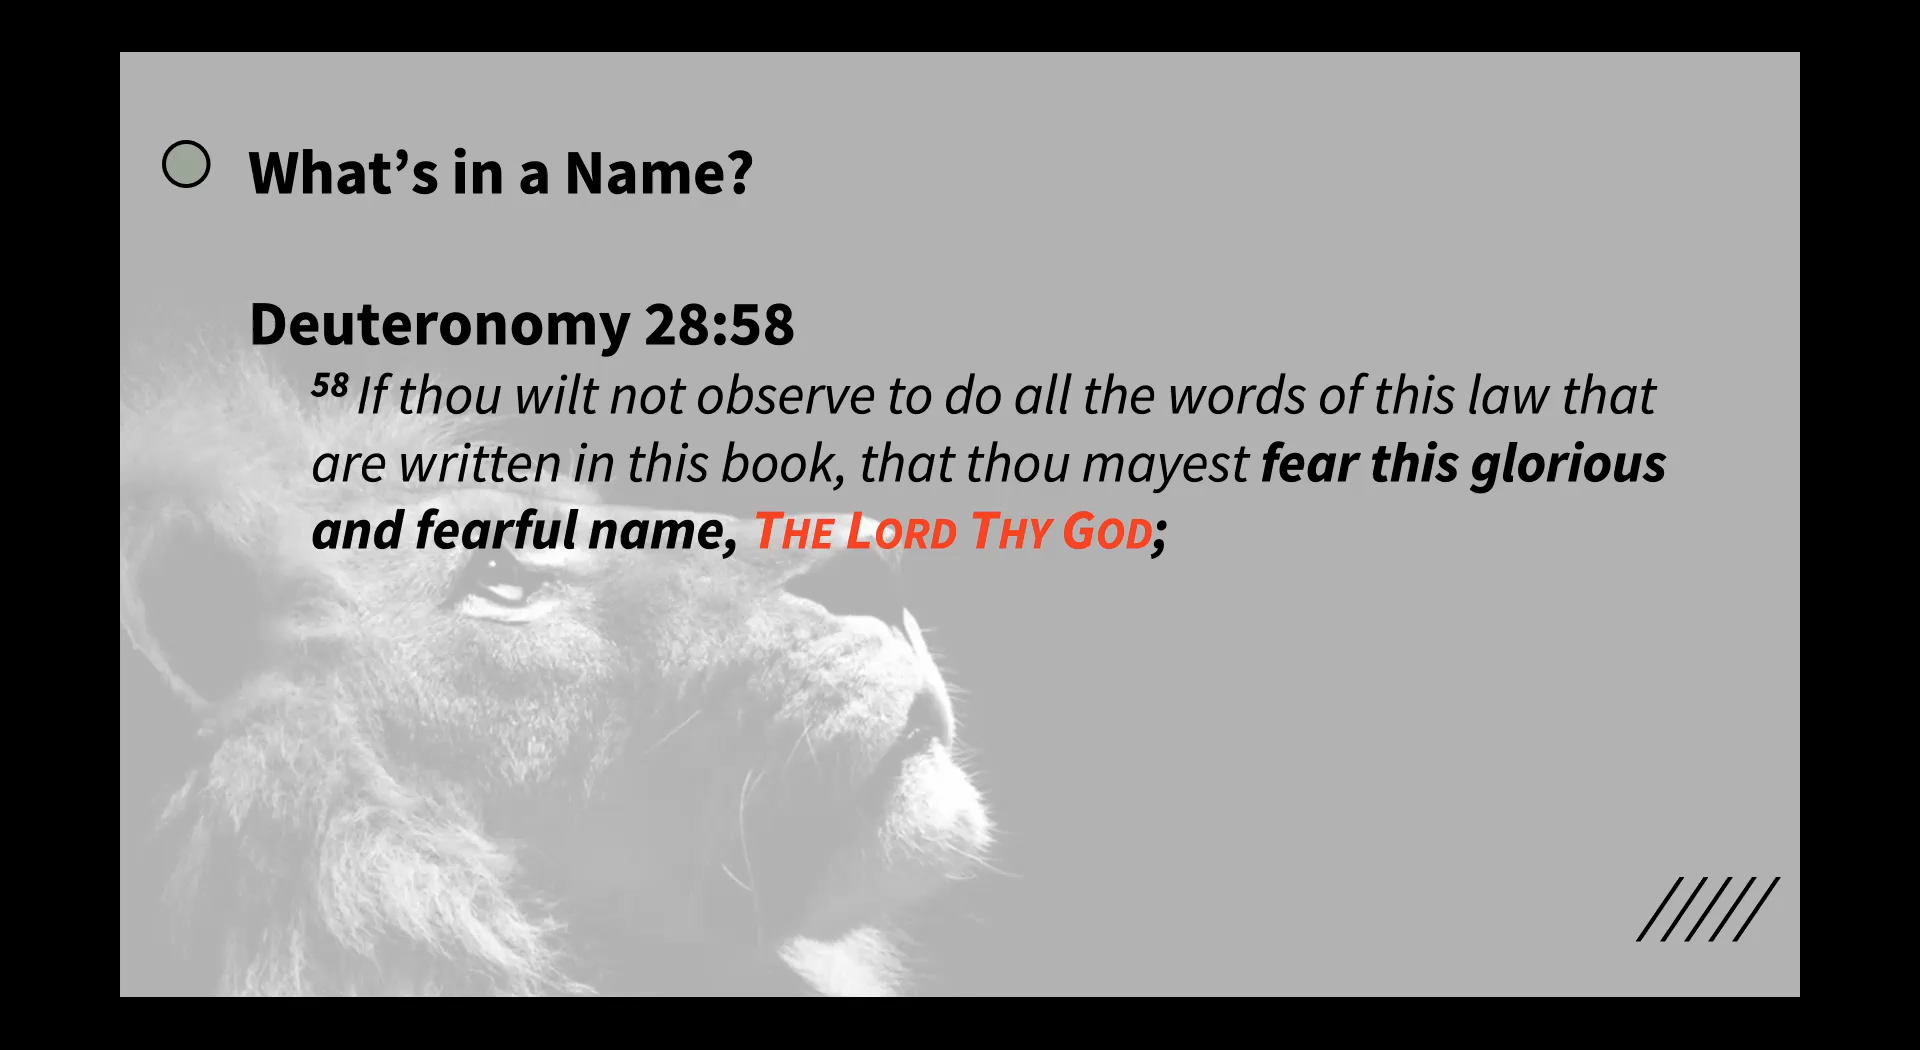 What’s in a Name?
Deuteronomy 28:58
58 If thou wilt not observe to do all the words of this law that
are written in this book, that thou mayest fear this glorious
and fearful name, THE LORD THY GOD;